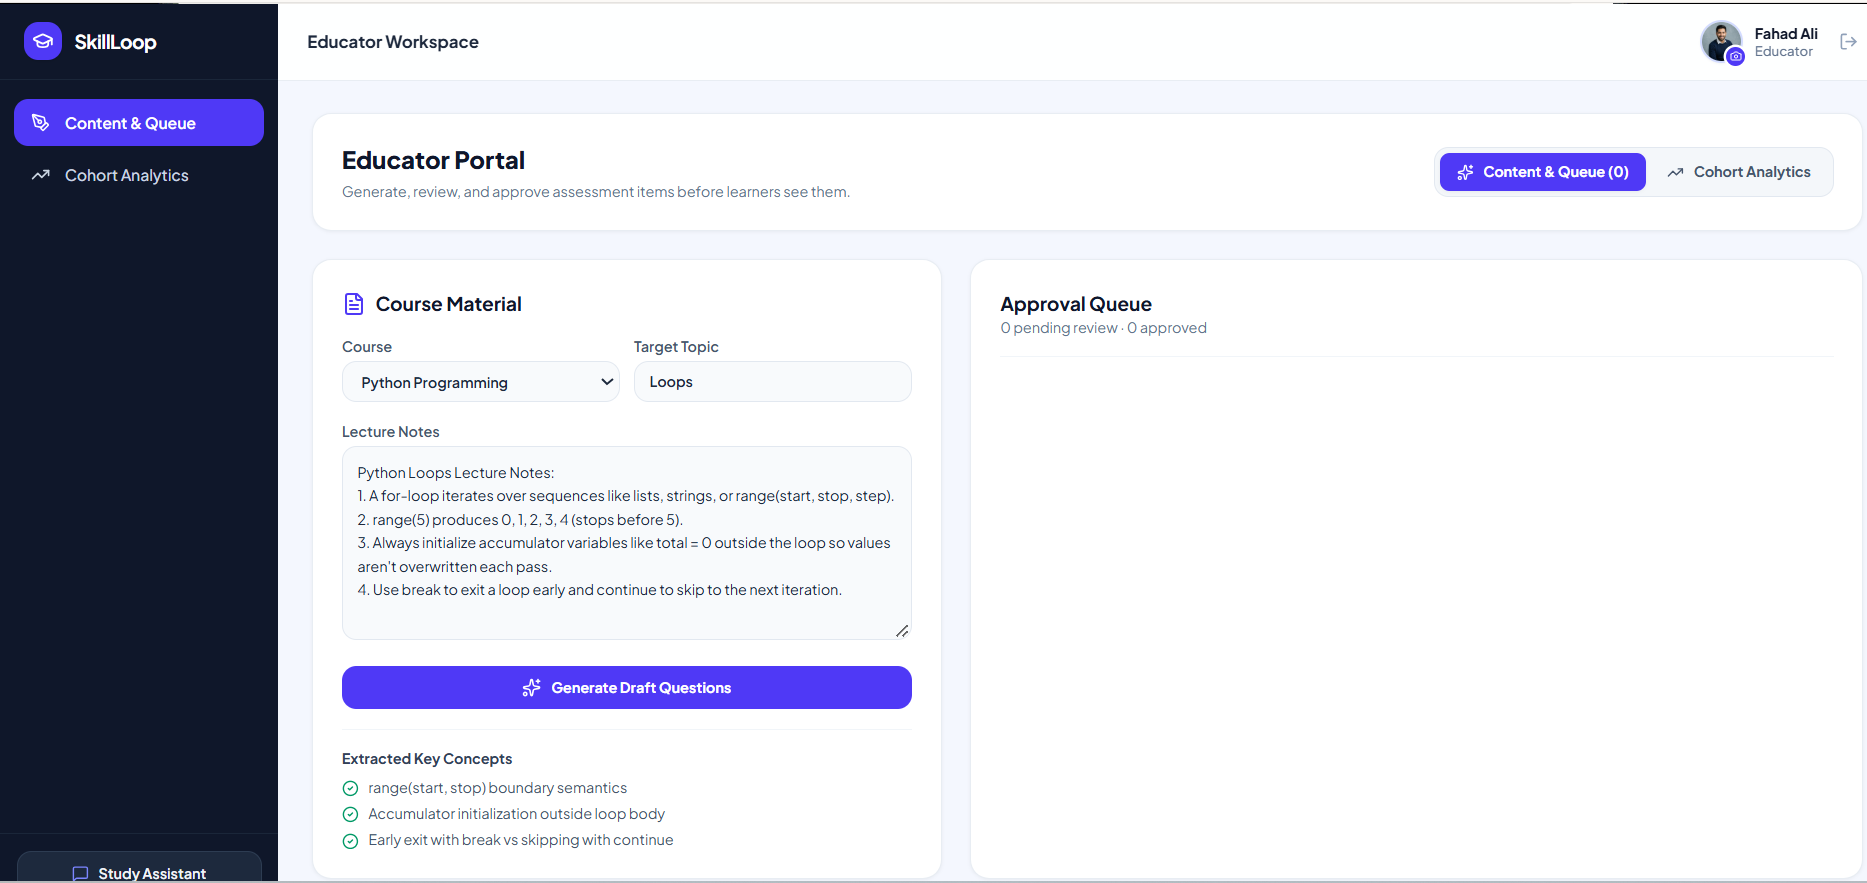 SkillLoop
Educator Workspace
Fahad Ali
Educator
Content & Queue
Cohort Analytics
Educator Portal
Generate, review, and approve assessment items before learners see them.
Content & Queue (0)
Cohort Analytics
Course Material
Course
Target Topic
Python Programming
Loops
Lecture Notes
Python Loops Lecture Notes:
1. A for-loop iterates over sequences like lists, strings, or range(start, stop, step).
2. range(5) produces 0, 1, 2, 3, 4 (stops before 5).
3. Always initialize accumulator variables like total = 0 outside the loop so values
aren't overwritten each pass.
4. Use break to exit a loop early and continue to skip to the next iteration.
Generate Draft Questions
Extracted Key Concepts
range(start, stop) boundary semantics
Accumulator initialization outside loop body
Early exit with break vs skipping with continue
Approval Queue
0 pending review · 0 approved
Study Assistant